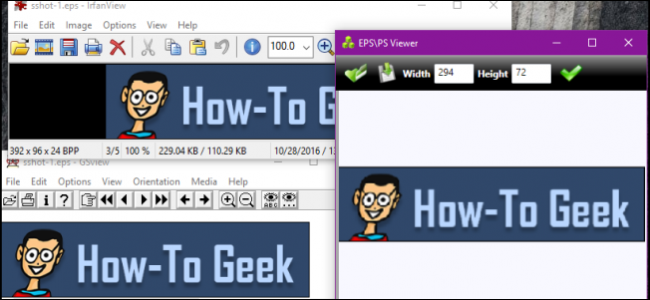 sshot-1.eps - IrfanView
File Edit Image Options View Help
100.0
How-To G
392 x 96 x 24 BPP 3/5 100 % 229.04 KB / 110.29 KB 10/28/2016 / 1
sshot-1.eps - GSview
File Edit Options View Orientation Media Help
i ?
ABC
How-To Geek
EPS\PS Viewer
Width 294 Height 72
How-To Geek